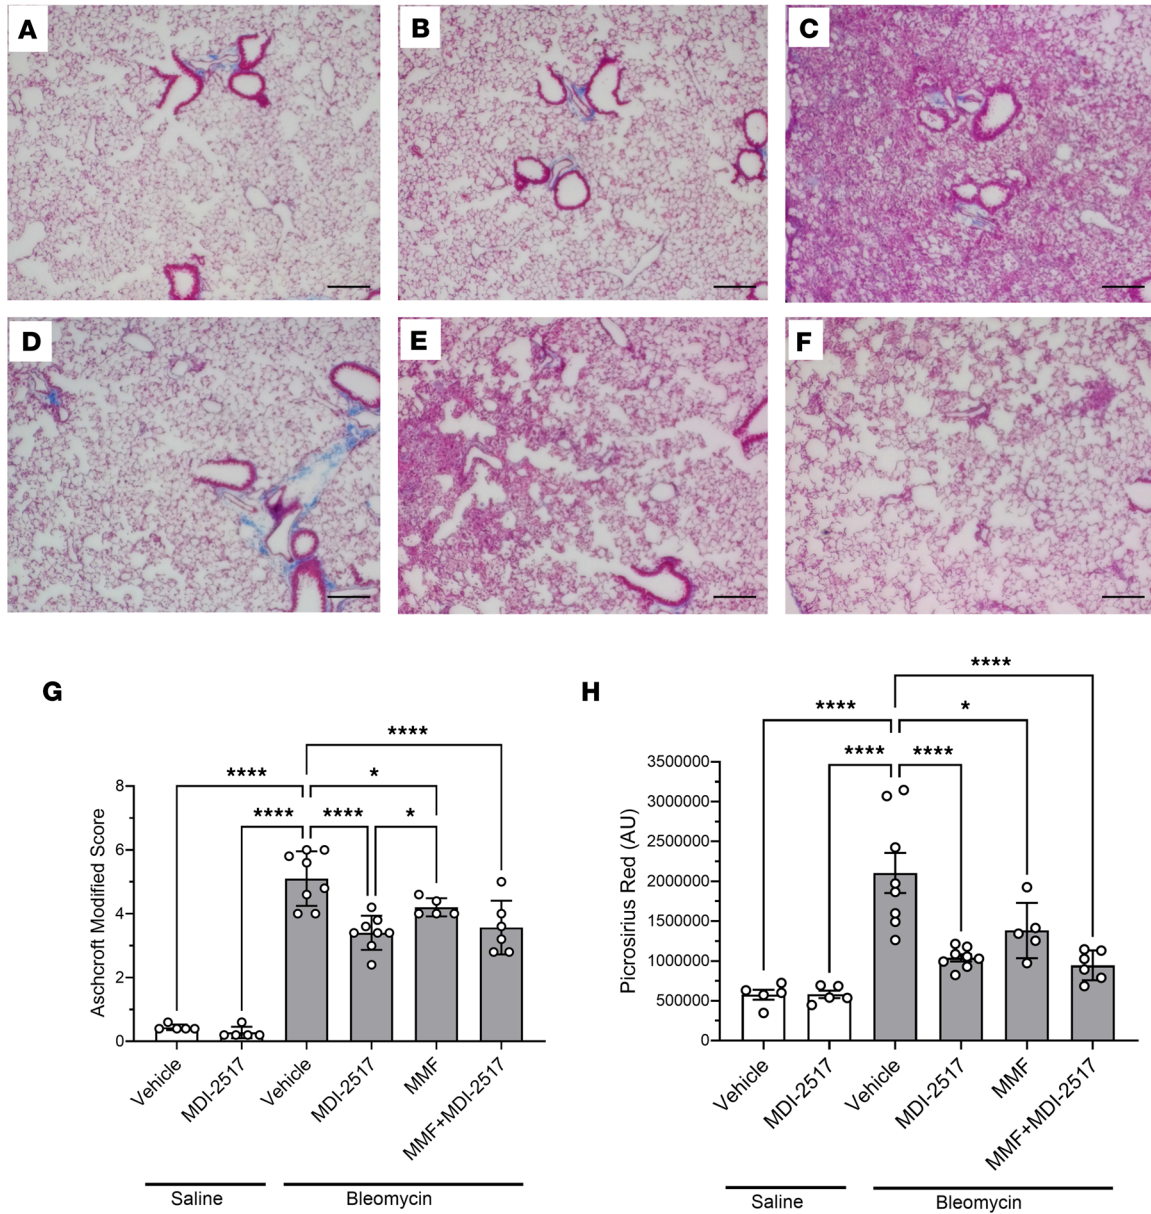 A
B
C
D
E
F
G
****
****
*
****
****
*
Aschcroft Modified Score
8
6
4
2
0
Vehicle
MDI-2517
Vehicle
MDI-2517
MMF
MMF+MDI-2517
Saline
Bleomycin
H
****
****
*
****
****
Picrosirius Red (AU)
3500000
3000000
2500000
2000000
1500000
1000000
500000
0
Vehicle
MDI-2517
Vehicle
MDI-2517
MMF
MMF+MDI-2517
Saline
Bleomycin